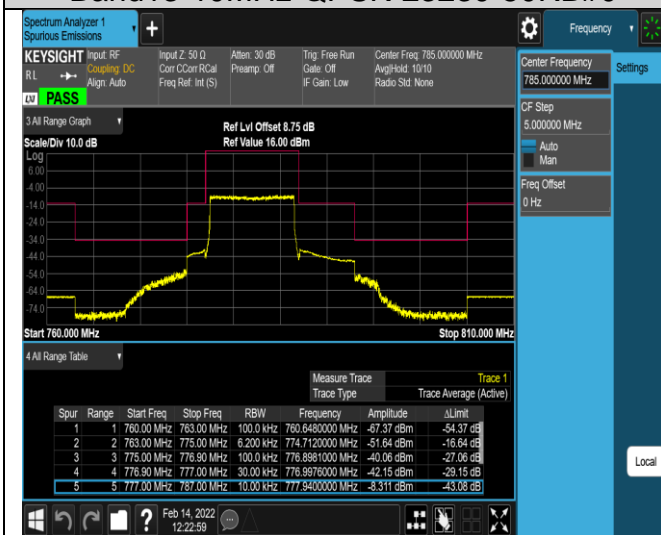 Spectrum Analyzer 1
Spurious Emissions
+
Frequency
KEYSIGHT Input: RF Input Z: 50 Ω Atten: 30 dB Trig: Free Run Center Freq: 785.000000 MHz
RL Coupling: DC Corr CCorr RCal Preamp: Off Gate: Off Avg|Hold: 10/10
Align: Auto Freq Ref: Int (S) IF Gain: Low Radio Std: None
LXI PASS
Center Frequency
785.000000 MHz
Settings
CF Step
5.000000 MHz
Auto
Man
Freq Offset
0 Hz
3 All Range Graph
Ref Lvl Offset 8.75 dB
Scale/Div 10.0 dB Ref Value 16.00 dBm
Log
6.00
-4.00
-14.0
-24.0
-34.0
-44.0
-54.0
-64.0
-74.0
Start 760.000 MHz Stop 810.000 MHz
4 All Range Table
Measure Trace Trace 1
Trace Type Trace Average (Active)
Spur Range Start Freq Stop Freq RBW Frequency Amplitude ΔLimit
1 1 760.00 MHz 763.00 MHz 100.0 kHz 760.6480000 MHz -67.37 dBm -54.37 dB
2 2 763.00 MHz 775.00 MHz 6.200 kHz 774.7120000 MHz -51.64 dBm -16.64 dB
3 3 775.00 MHz 776.90 MHz 100.0 kHz 776.8981000 MHz -40.06 dBm -27.06 dB
4 4 776.90 MHz 777.00 MHz 30.00 kHz 776.9976000 MHz -42.15 dBm -29.15 dB
5 5 777.00 MHz 787.00 MHz 10.00 kHz 777.9400000 MHz -8.311 dBm -43.08 dB
Local
?
Feb 14, 2022
12:22:59